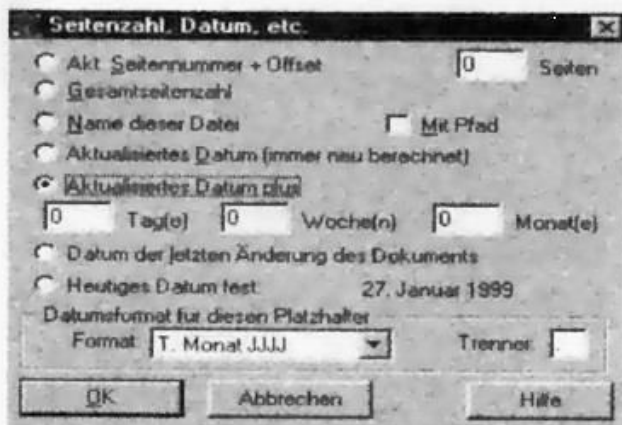 Seitenzahl, Datum, etc.
Akt Seitennummer + Offset 0 Seiten
Gesamtseitenzahl
Name dieser Datei Mit Pfad
Aktualisiertes Datum (immer neu berechnet)
Aktualisiertes Datum plus
0 Tag(e) 0 Woche(n) 0 Monat(e)
Datum der letzten Änderung des Dokuments
Heutiges Datum fest: 27. Januar 1999
Datumsformat für diesen Platzhalter
Format T. Monat JJJJ Trenner: .
OK Abbrechen Hilfe